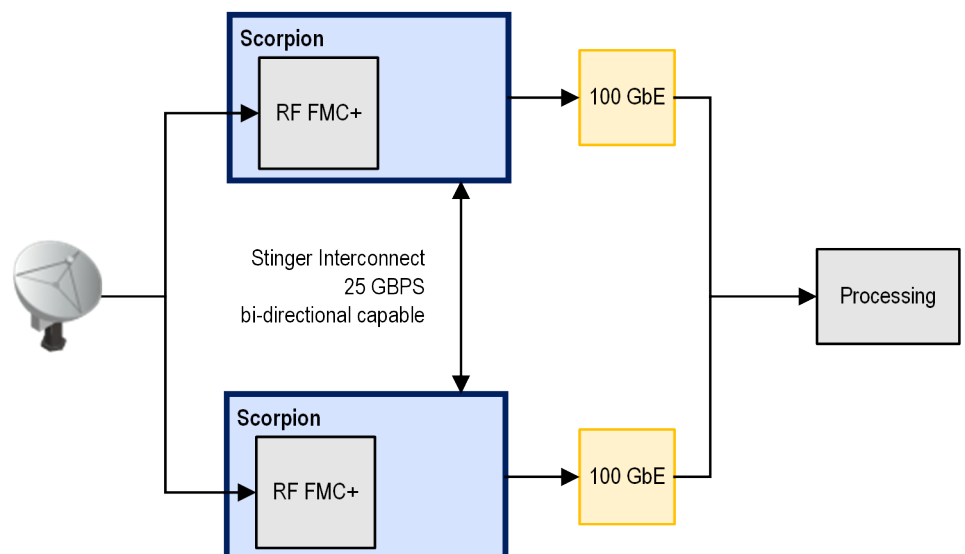 Scorpion
RF FMC+
100 GbE
Stinger Interconnect
25 GBPS
bi-directional capable
Processing
Scorpion
RF FMC+
100 GbE